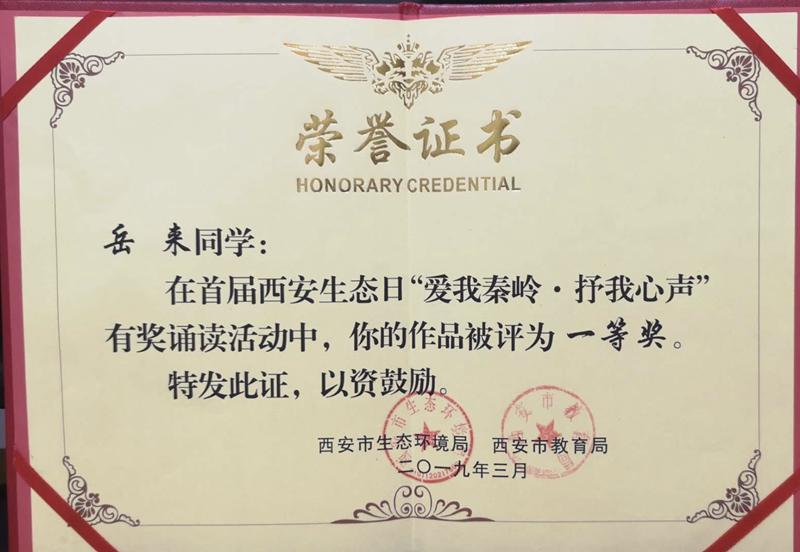 荣誉证书
HONORARY CREDENTIAL
岳 来同学：
在首届西安生态日“爱我秦岭·抒我心声”
有奖诵读活动中，你的作品被评为 一等奖。
特发此证，以资鼓励。
西安市生态环境局 西安市教育局
二〇一九年三月